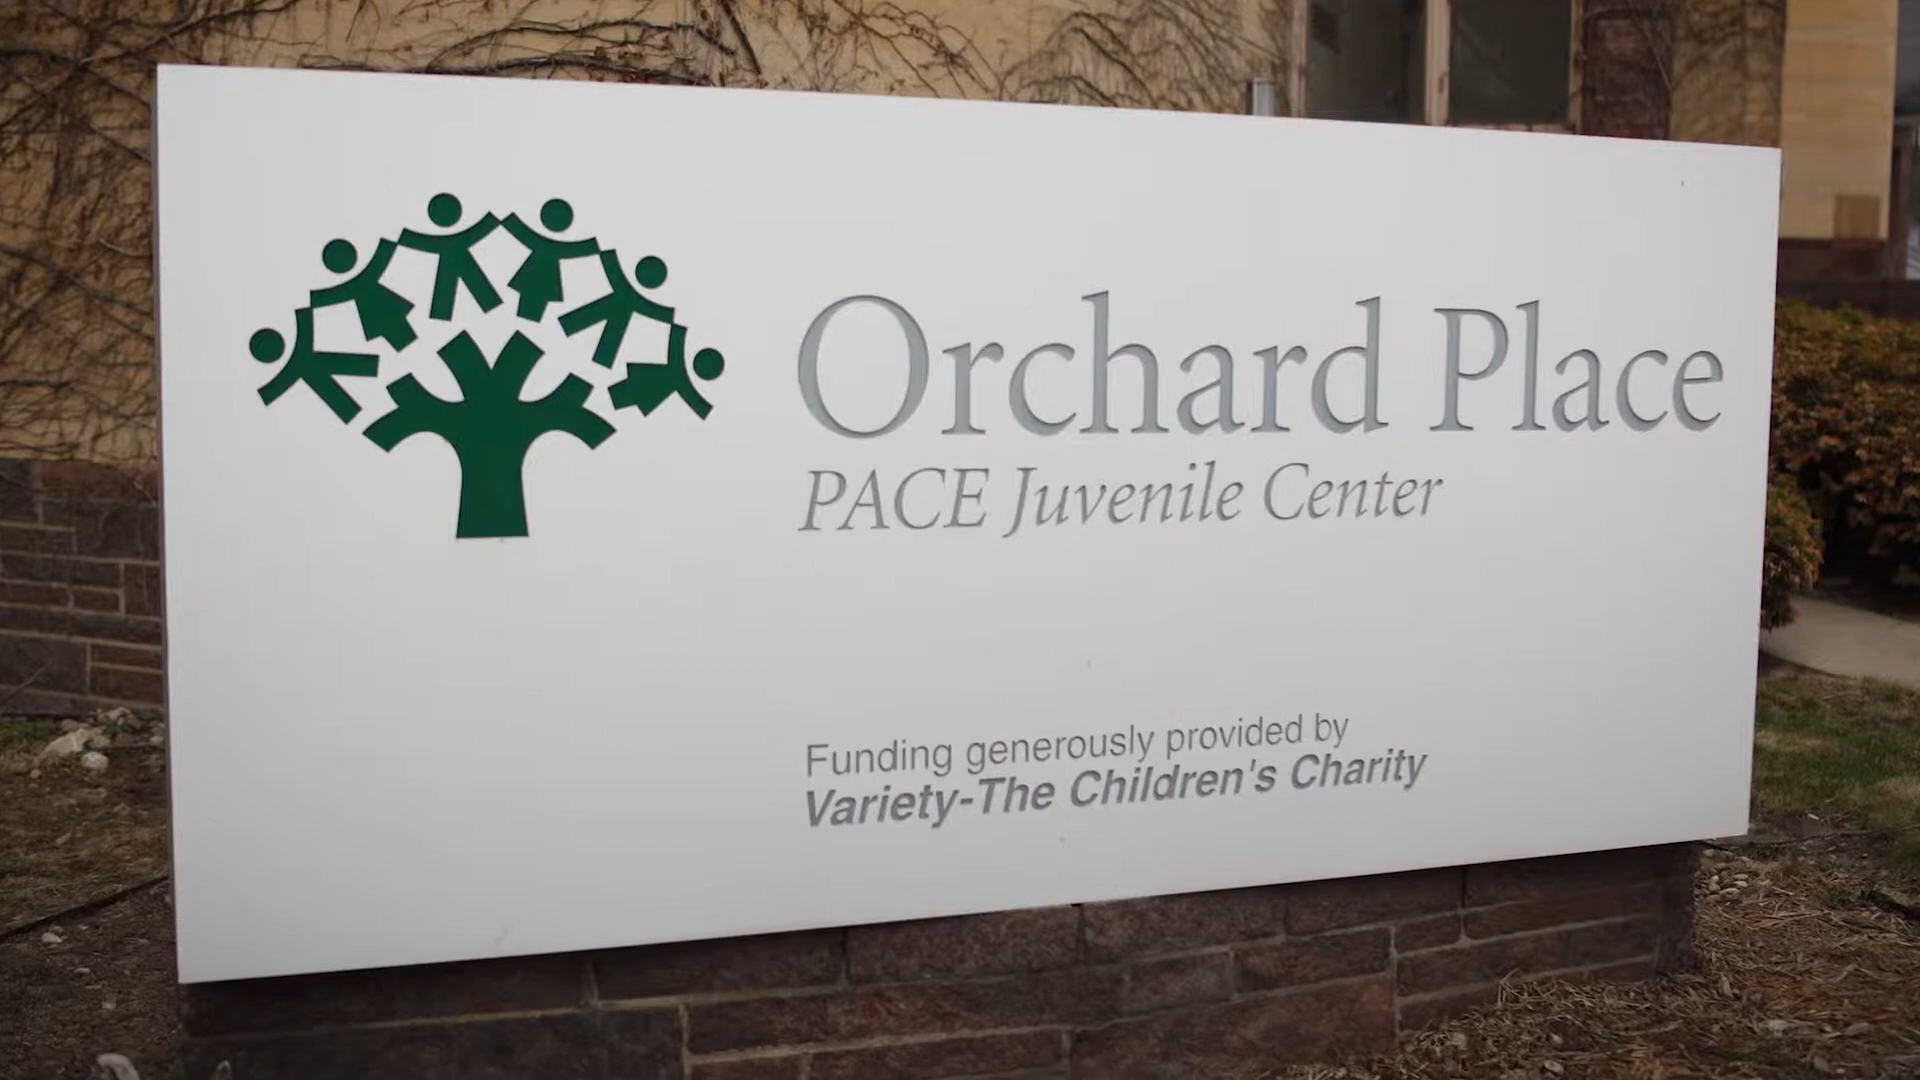 Orchard Place
PACE Juvenile Center
Funding generously provided by
Variety-The Children's Charity